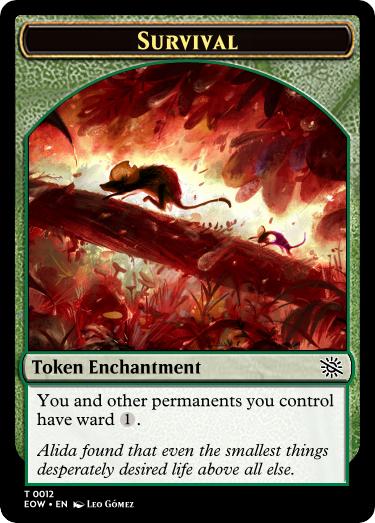 Survival
Token Enchantment
You and other permanents you control
have ward 1.
Alida found that even the smallest things
desperately desired life above all else.
T 0012
EOW • EN Leo Gómez